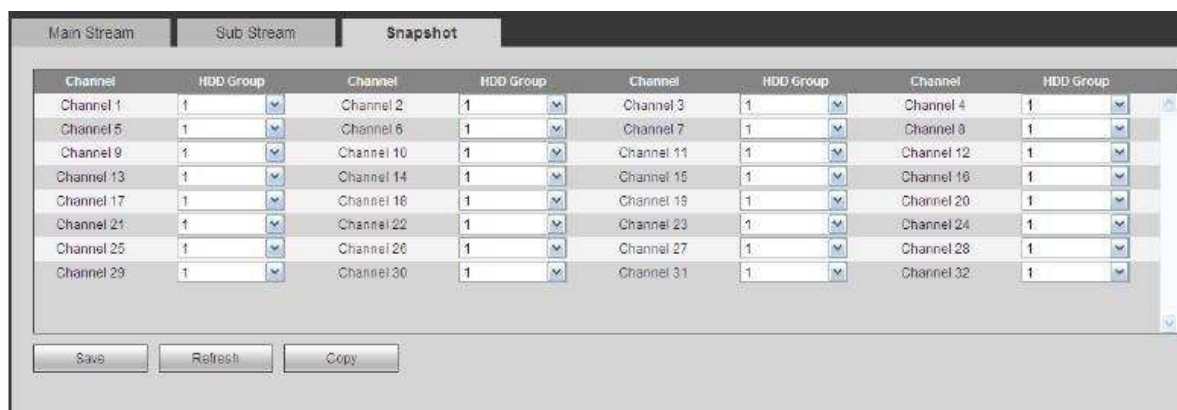 Main Stream Sub Stream Snapshot
Channel HDD Group Channel HDD Group Channel HDD Group Channel HDD Group
Channel 1 1 Channel 2 1 Channel 3 1 Channel 4 1
Channel 5 1 Channel 6 1 Channel 7 1 Channel 8 1
Channel 9 1 Channel 10 1 Channel 11 1 Channel 12 1
Channel 13 1 Channel 14 1 Channel 15 1 Channel 16 1
Channel 17 1 Channel 18 1 Channel 19 1 Channel 20 1
Channel 21 1 Channel 22 1 Channel 23 1 Channel 24 1
Channel 25 1 Channel 26 1 Channel 27 1 Channel 28 1
Channel 29 1 Channel 30 1 Channel 31 1 Channel 32 1
Save Refresh Copy